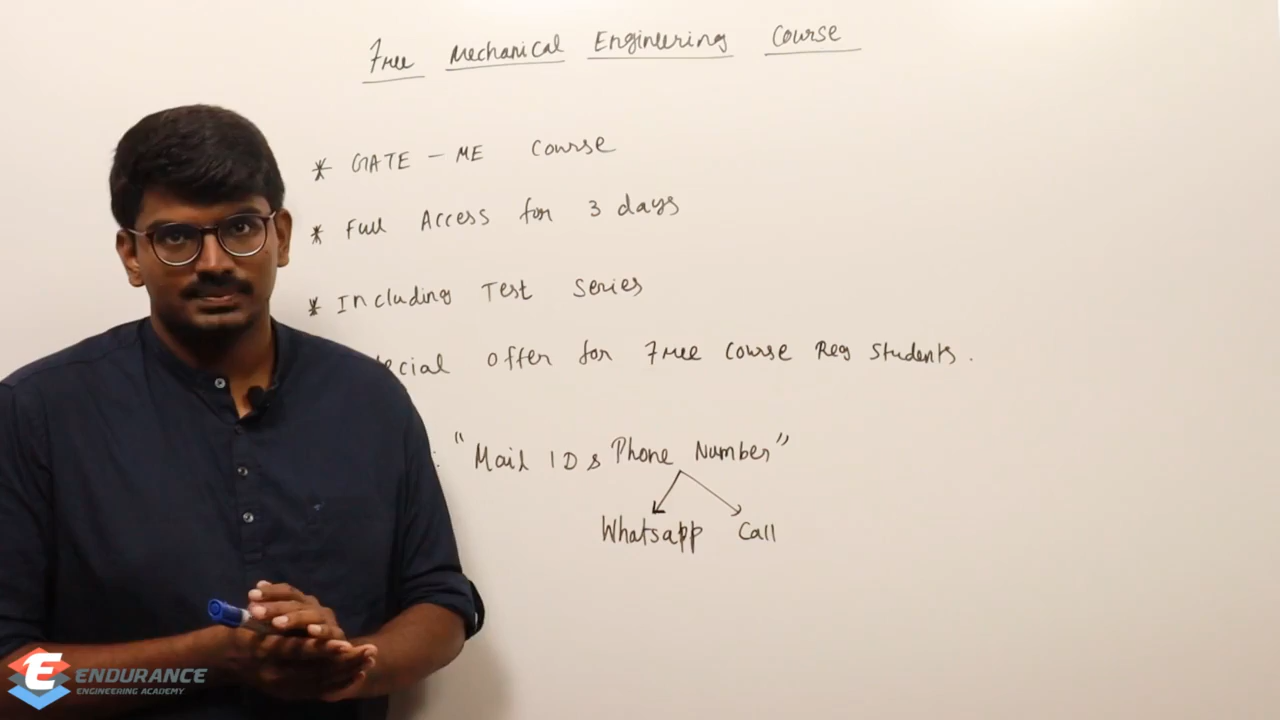 Free Mechanical Engineering Course
* GATE - ME Course
* Full Access for 3 days
* Including Test Series
ecial offer for Free Course Reg Students.
: "Mail ID & Phone Number"
Whatsapp Call
ENDURANCE
ENGINEERING ACADEMY